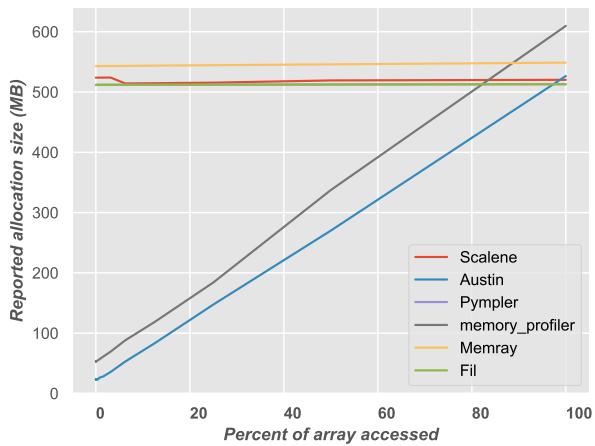 600
500
400
300
200
100
0
Reported allocation size (MB)
Scalene
Austin
Pympler
memory_profiler
Memray
Fil
0 20 40 60 80 100
Percent of array accessed